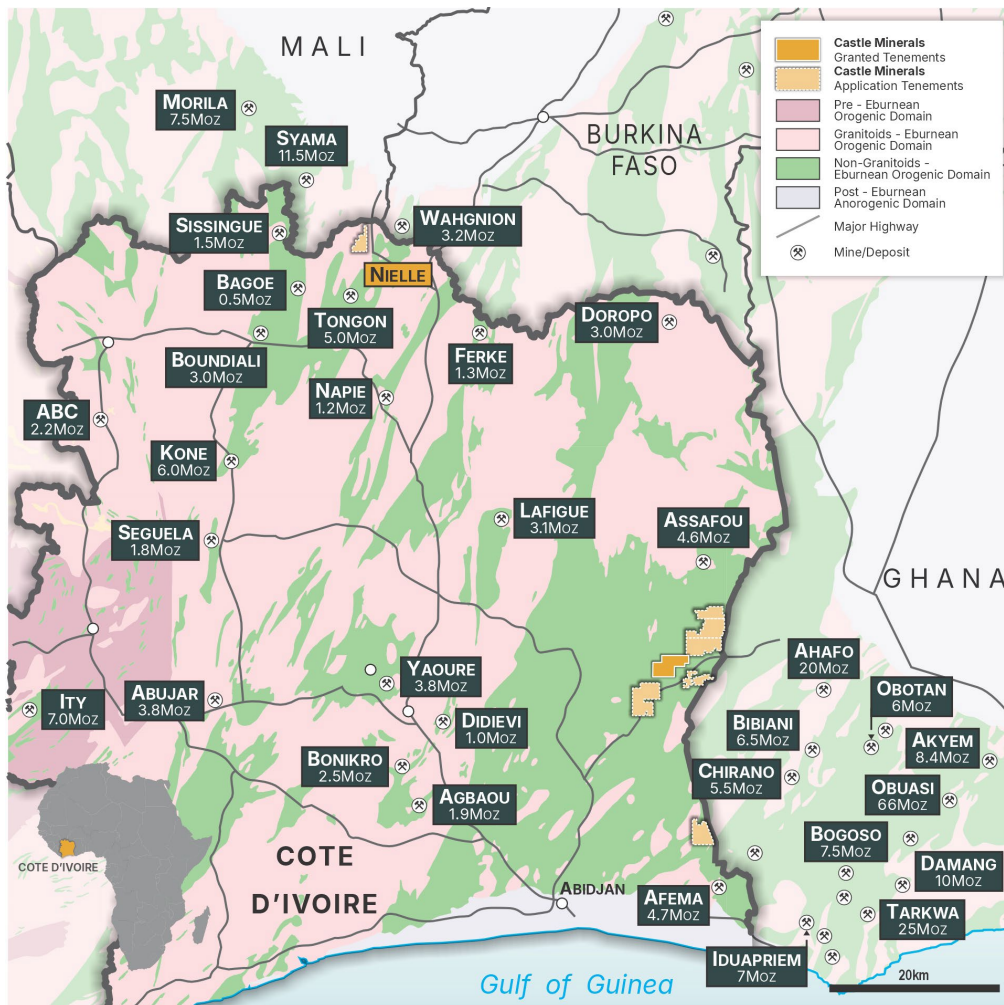 MALI
BURKINA
FASO
GHANA
Castle Minerals
Granted Tenements
Castle Minerals
Application Tenements
Pre - Eburnean
Orogenic Domain
Granitoids - Eburnean
Orogenic Domain
Non-Granitoids -
Eburnean Orogenic Domain
Post - Eburnean
Anorogenic Domain
Major Highway
Mine/Deposit
MORILA
7.5MOZ
SYAMA
11.5MOZ
SISSINGUE
1.5MOZ
WAHGNION
3.2MOZ
NIELLE
BAGOE
0.5MOZ
TONGON
5.0MOZ
DOROPO
3.0MOZ
BOUNDIALI
3.0MOZ
FERKE
1.3MOZ
NAPIE
1.2MOZ
ABC
2.2MOZ
KONE
6.0MOZ
LAFIGUE
3.1MOZ
SEGUELA
1.8MOZ
ASSAFOU
4.6MOZ
AHAFO
20MOZ
YAOURE
3.8MOZ
ITY
7.0MOZ
ABUJAR
3.8MOZ
OBOTAN
6MOZ
DIDIEVI
1.0MOZ
BIBIANI
6.5MOZ
AKYEM
8.4MOZ
BONIKRO
2.5MOZ
CHIRANO
5.5MOZ
OBUASI
66MOZ
AGBAOU
1.9MOZ
BOGOSO
7.5MOZ
COTE
D'IVOIRE
COTE D'IVOIRE
DAMANG
10MOZ
ABIDJAN
AFEMA
4.7MOZ
TARKWA
25MOZ
IDUAPRIEM
7MOZ
Gulf of Guinea
20km